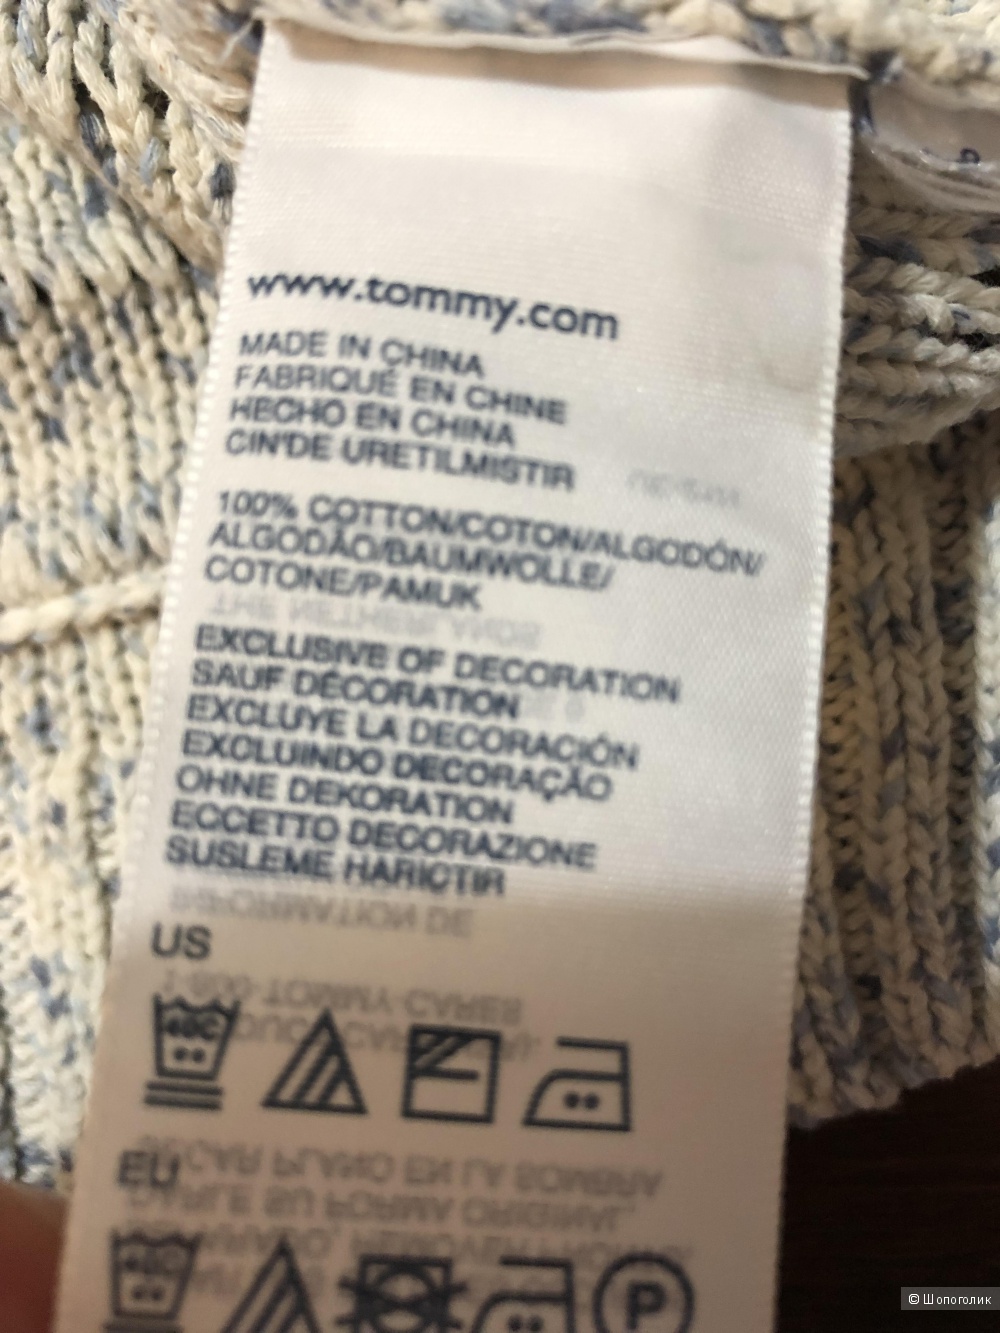 www.tommy.com
MADE IN CHINA
FABRIQUÉ EN CHINE
HECHO EN CHINA
CIN'DE URETILMISTIR
100% COTTON/COTON/ALGODÓN/
ALGODÃO/BAUMWOLLE/
COTONE/PAMUK
EXCLUSIVE OF DECORATION
SAUF DÉCORATION
EXCLUYE LA DECORACIÓN
EXCLUINDO DECORAÇÃO
OHNE DEKORATION
ECCETTO DECORAZIONE
SUSLEME HARICTIR
US
40C
EU
40C
P
© Шопоголик